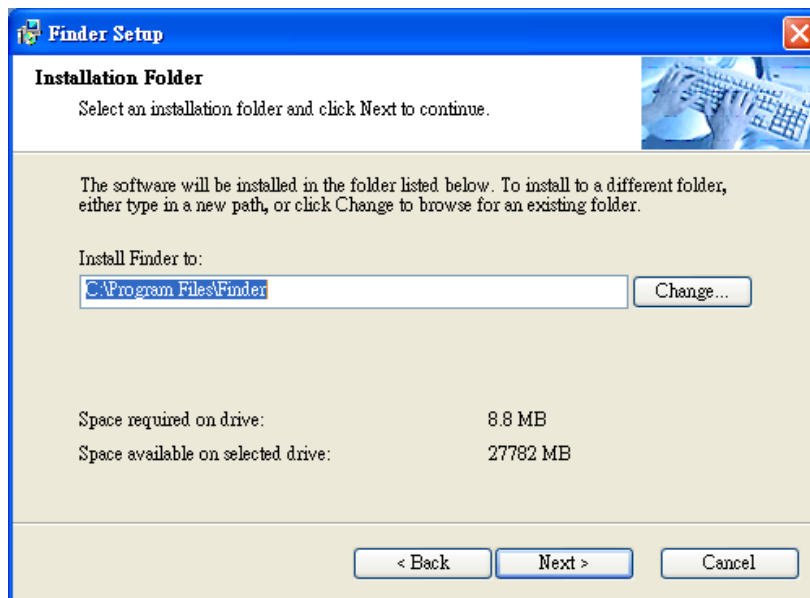 Finder Setup
Installation Folder
Select an installation folder and click Next to continue.
The software will be installed in the folder listed below. To install to a different folder,
either type in a new path, or click Change to browse for an existing folder.
Install Finder to:
C:\Program Files\Finder
Change...
Space required on drive: 8.8 MB
Space available on selected drive: 27782 MB
< Back Next > Cancel